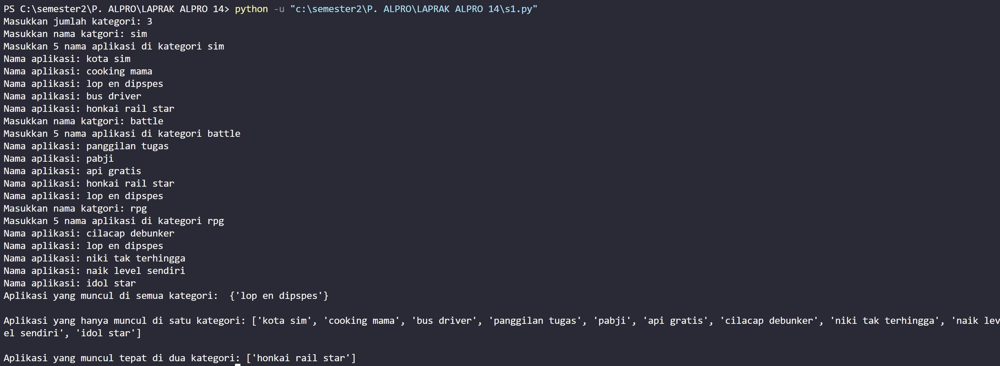 PS C:\semester2\P. ALPRO\LAPRAK ALPRO 14> python -u "c:\semester2\P. ALPRO\LAPRAK ALPRO 14\s1.py"
Masukkan jumlah kategori: 3
Masukkan nama katgori: sim
Masukkan 5 nama aplikasi di kategori sim
Nama aplikasi: kota sim
Nama aplikasi: cooking mama
Nama aplikasi: lop en dipspes
Nama aplikasi: bus driver
Nama aplikasi: honkai rail star
Masukkan nama katgori: battle
Masukkan 5 nama aplikasi di kategori battle
Nama aplikasi: panggilan tugas
Nama aplikasi: pabji
Nama aplikasi: api gratis
Nama aplikasi: honkai rail star
Nama aplikasi: lop en dipspes
Masukkan nama katgori: rpg
Masukkan 5 nama aplikasi di kategori rpg
Nama aplikasi: cilacap debunker
Nama aplikasi: lop en dipspes
Nama aplikasi: niki tak terhingga
Nama aplikasi: naik level sendiri
Nama aplikasi: idol star
Aplikasi yang muncul di semua kategori:  {'lop en dipspes'}
Aplikasi yang hanya muncul di satu kategori: ['kota sim', 'cooking mama', 'bus driver', 'panggilan tugas', 'pabji', 'api gratis', 'cilacap debunker', 'niki tak terhingga', 'naik lev
el sendiri', 'idol star']
Aplikasi yang muncul tepat di dua kategori: ['honkai rail star']